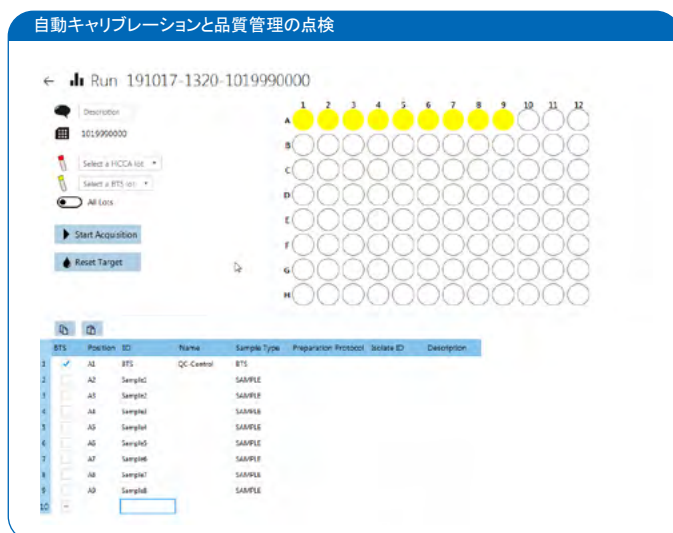 自動キャリブレーションと品質管理の点検
← Run 191017-1320-1019990000
Description
1019990000
Select a HCCA lot
Select a BTS lot
All Lots
Start Acquisition
Reset Target
1 2 3 4 5 6 7 8 9 10 11 12
A
B
C
D
E
F
G
H
BTS Position ID Name Sample Type Preparation Protocol Isolate ID Description
1 A1 BTS QC-Control BTS
2 A2 Sample1 SAMPLE
3 A3 Sample2 SAMPLE
4 A4 Sample3 SAMPLE
5 A5 Sample4 SAMPLE
6 A6 Sample5 SAMPLE
7 A7 Sample6 SAMPLE
8 A8 Sample7 SAMPLE
9 A9 Sample8 SAMPLE
10